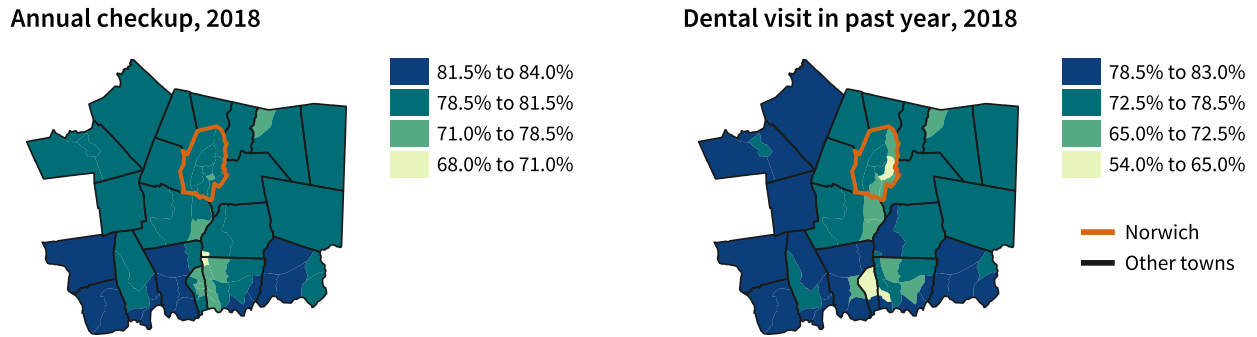 Annual checkup, 2018
81.5% to 84.0%
78.5% to 81.5%
71.0% to 78.5%
68.0% to 71.0%
Dental visit in past year, 2018
78.5% to 83.0%
72.5% to 78.5%
65.0% to 72.5%
54.0% to 65.0%
Norwich
Other towns